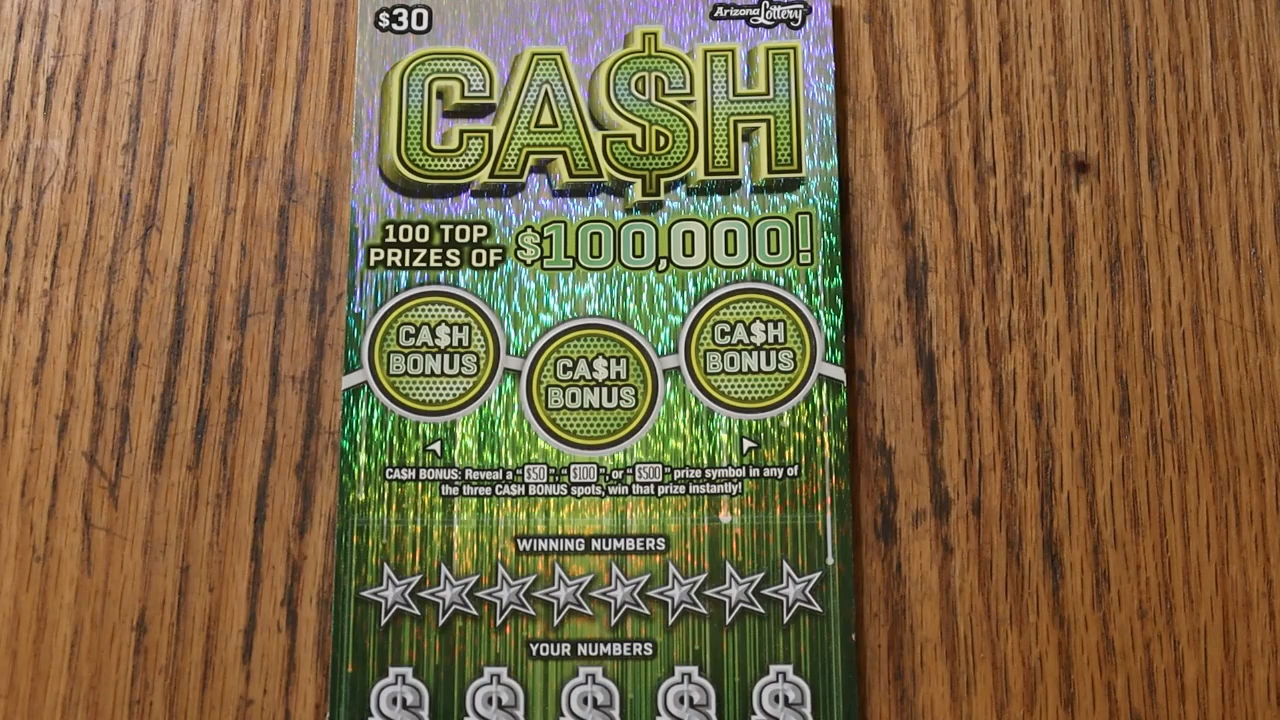 $30
Arizona Lottery
CA$H
100 TOP
PRIZES OF
$100,000!
CA$H
BONUS
CA$H
BONUS
CA$H
BONUS
CA$H BONUS: Reveal a "$50", "$100", or "$500" prize symbol in any of
the three CA$H BONUS spots, win that prize instantly!
WINNING NUMBERS
YOUR NUMBERS
$ $ $ $ $